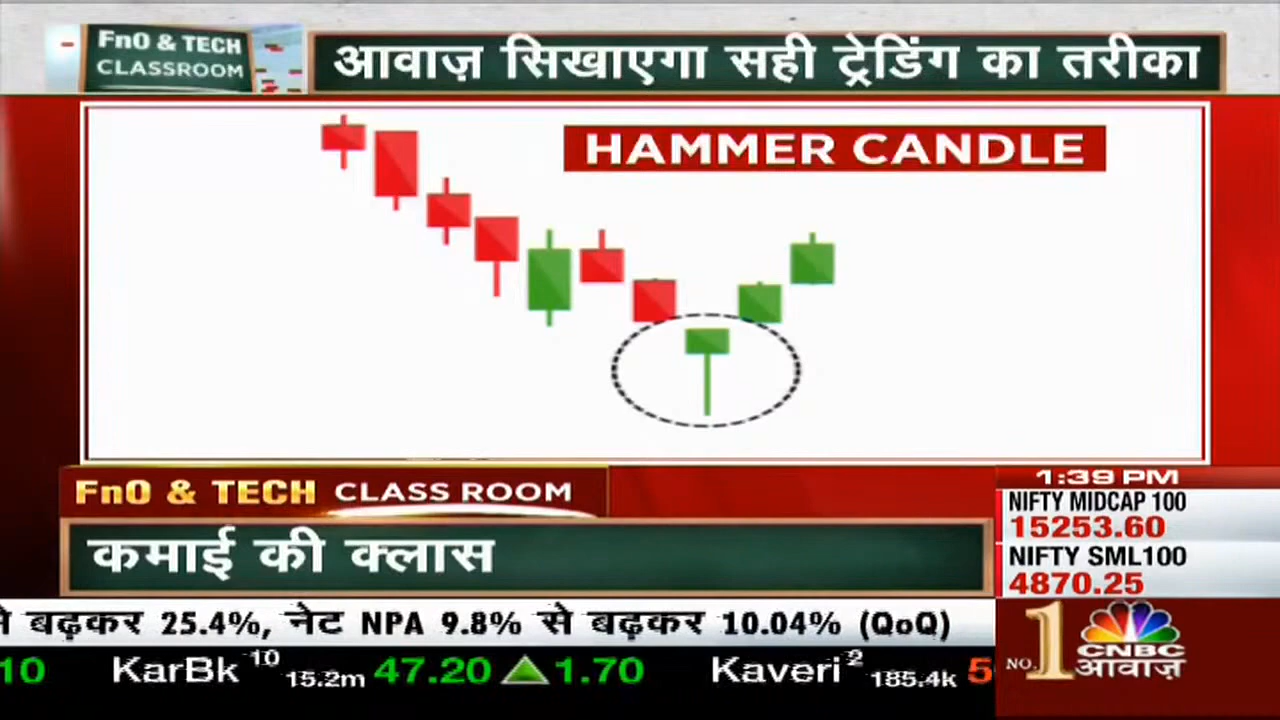 FnO & TECH
CLASSROOM
आवाज़ सिखाएगा सही ट्रेडिंग का तरीका
HAMMER CANDLE
FnO & TECH CLASS ROOM
कमाई की क्लास
1:39 PM
NIFTY MIDCAP 100
15253.60
NIFTY SML100
4870.25
बढ़कर 25.4%, नेट NPA 9.8% से बढ़कर 10.04% (QoQ)
10 KarBk 10 15.2m 47.20 1.70 Kaveri 2 185.4k
NO.1 CNBC
आवाज़